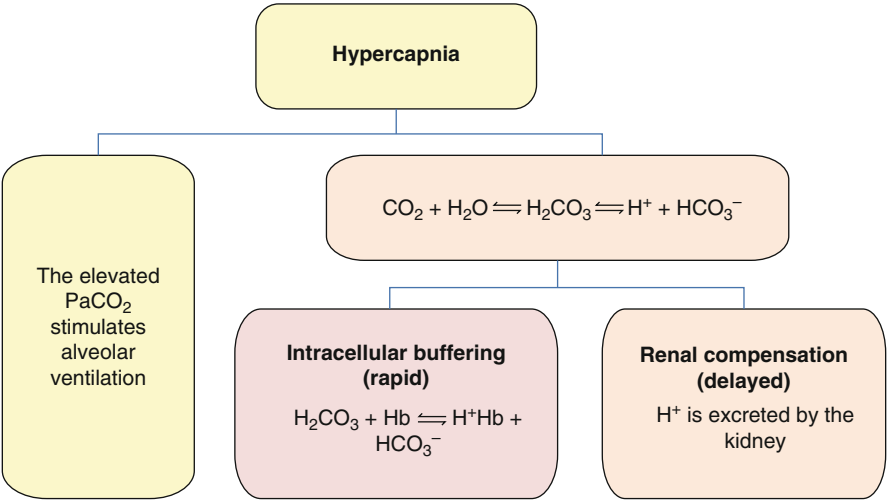 Hypercapnia
CO₂ + H₂O ⇌ H₂CO₃ ⇌ H⁺ + HCO₃⁻
The elevated
PaCO₂
stimulates
alveolar
ventilation
Intracellular buffering
(rapid)
H₂CO₃ + Hb ⇌ H⁺Hb +
HCO₃⁻
Renal compensation
(delayed)
H⁺ is excreted by the
kidney